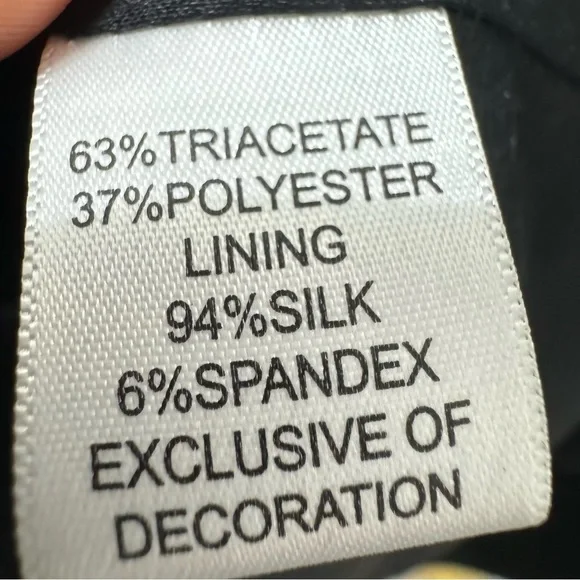 63%TRIACETATE
37%POLYESTER
LINING
94%SILK
6%SPANDEX
EXCLUSIVE OF
DECORATION